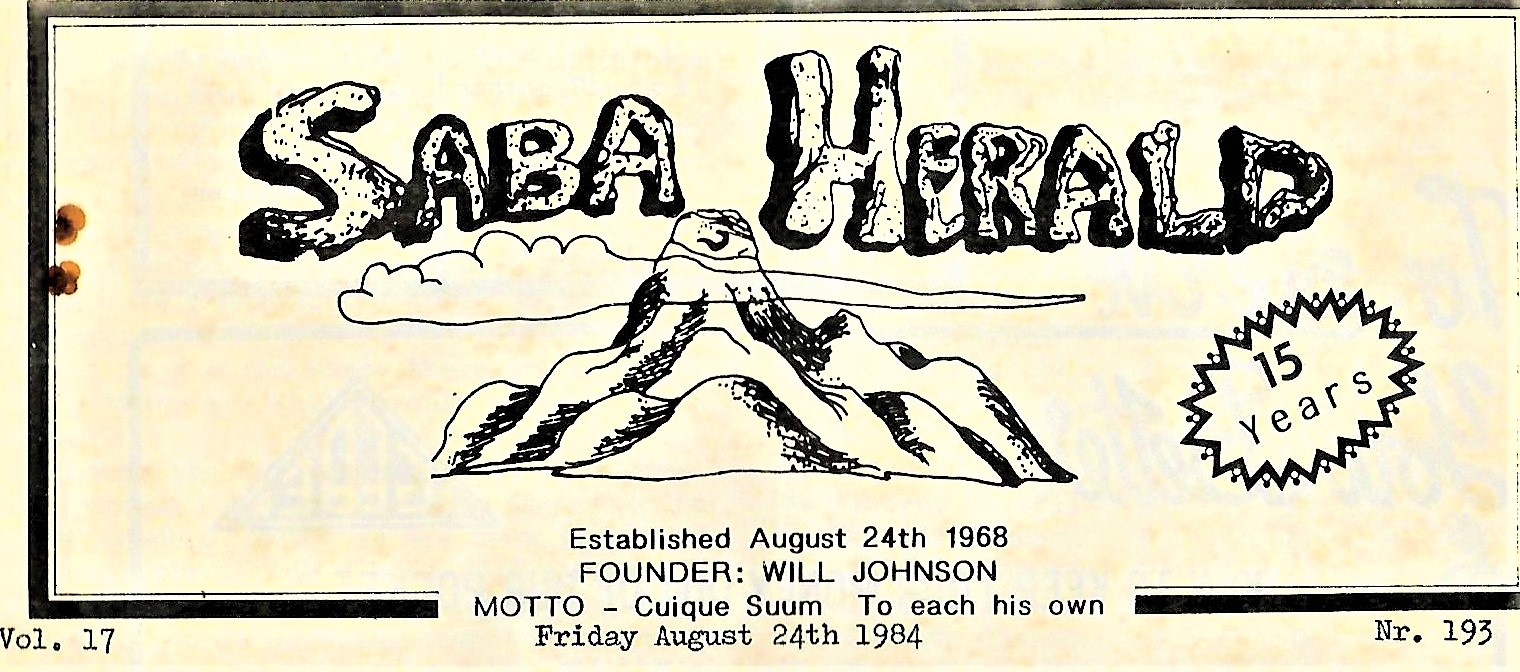 SABA HERALD
15
Years
Established August 24th 1968
FOUNDER: WILL JOHNSON
MOTTO - Cuique Suum To each his own
Vol. 17 Friday August 24th 1984 Nr. 193